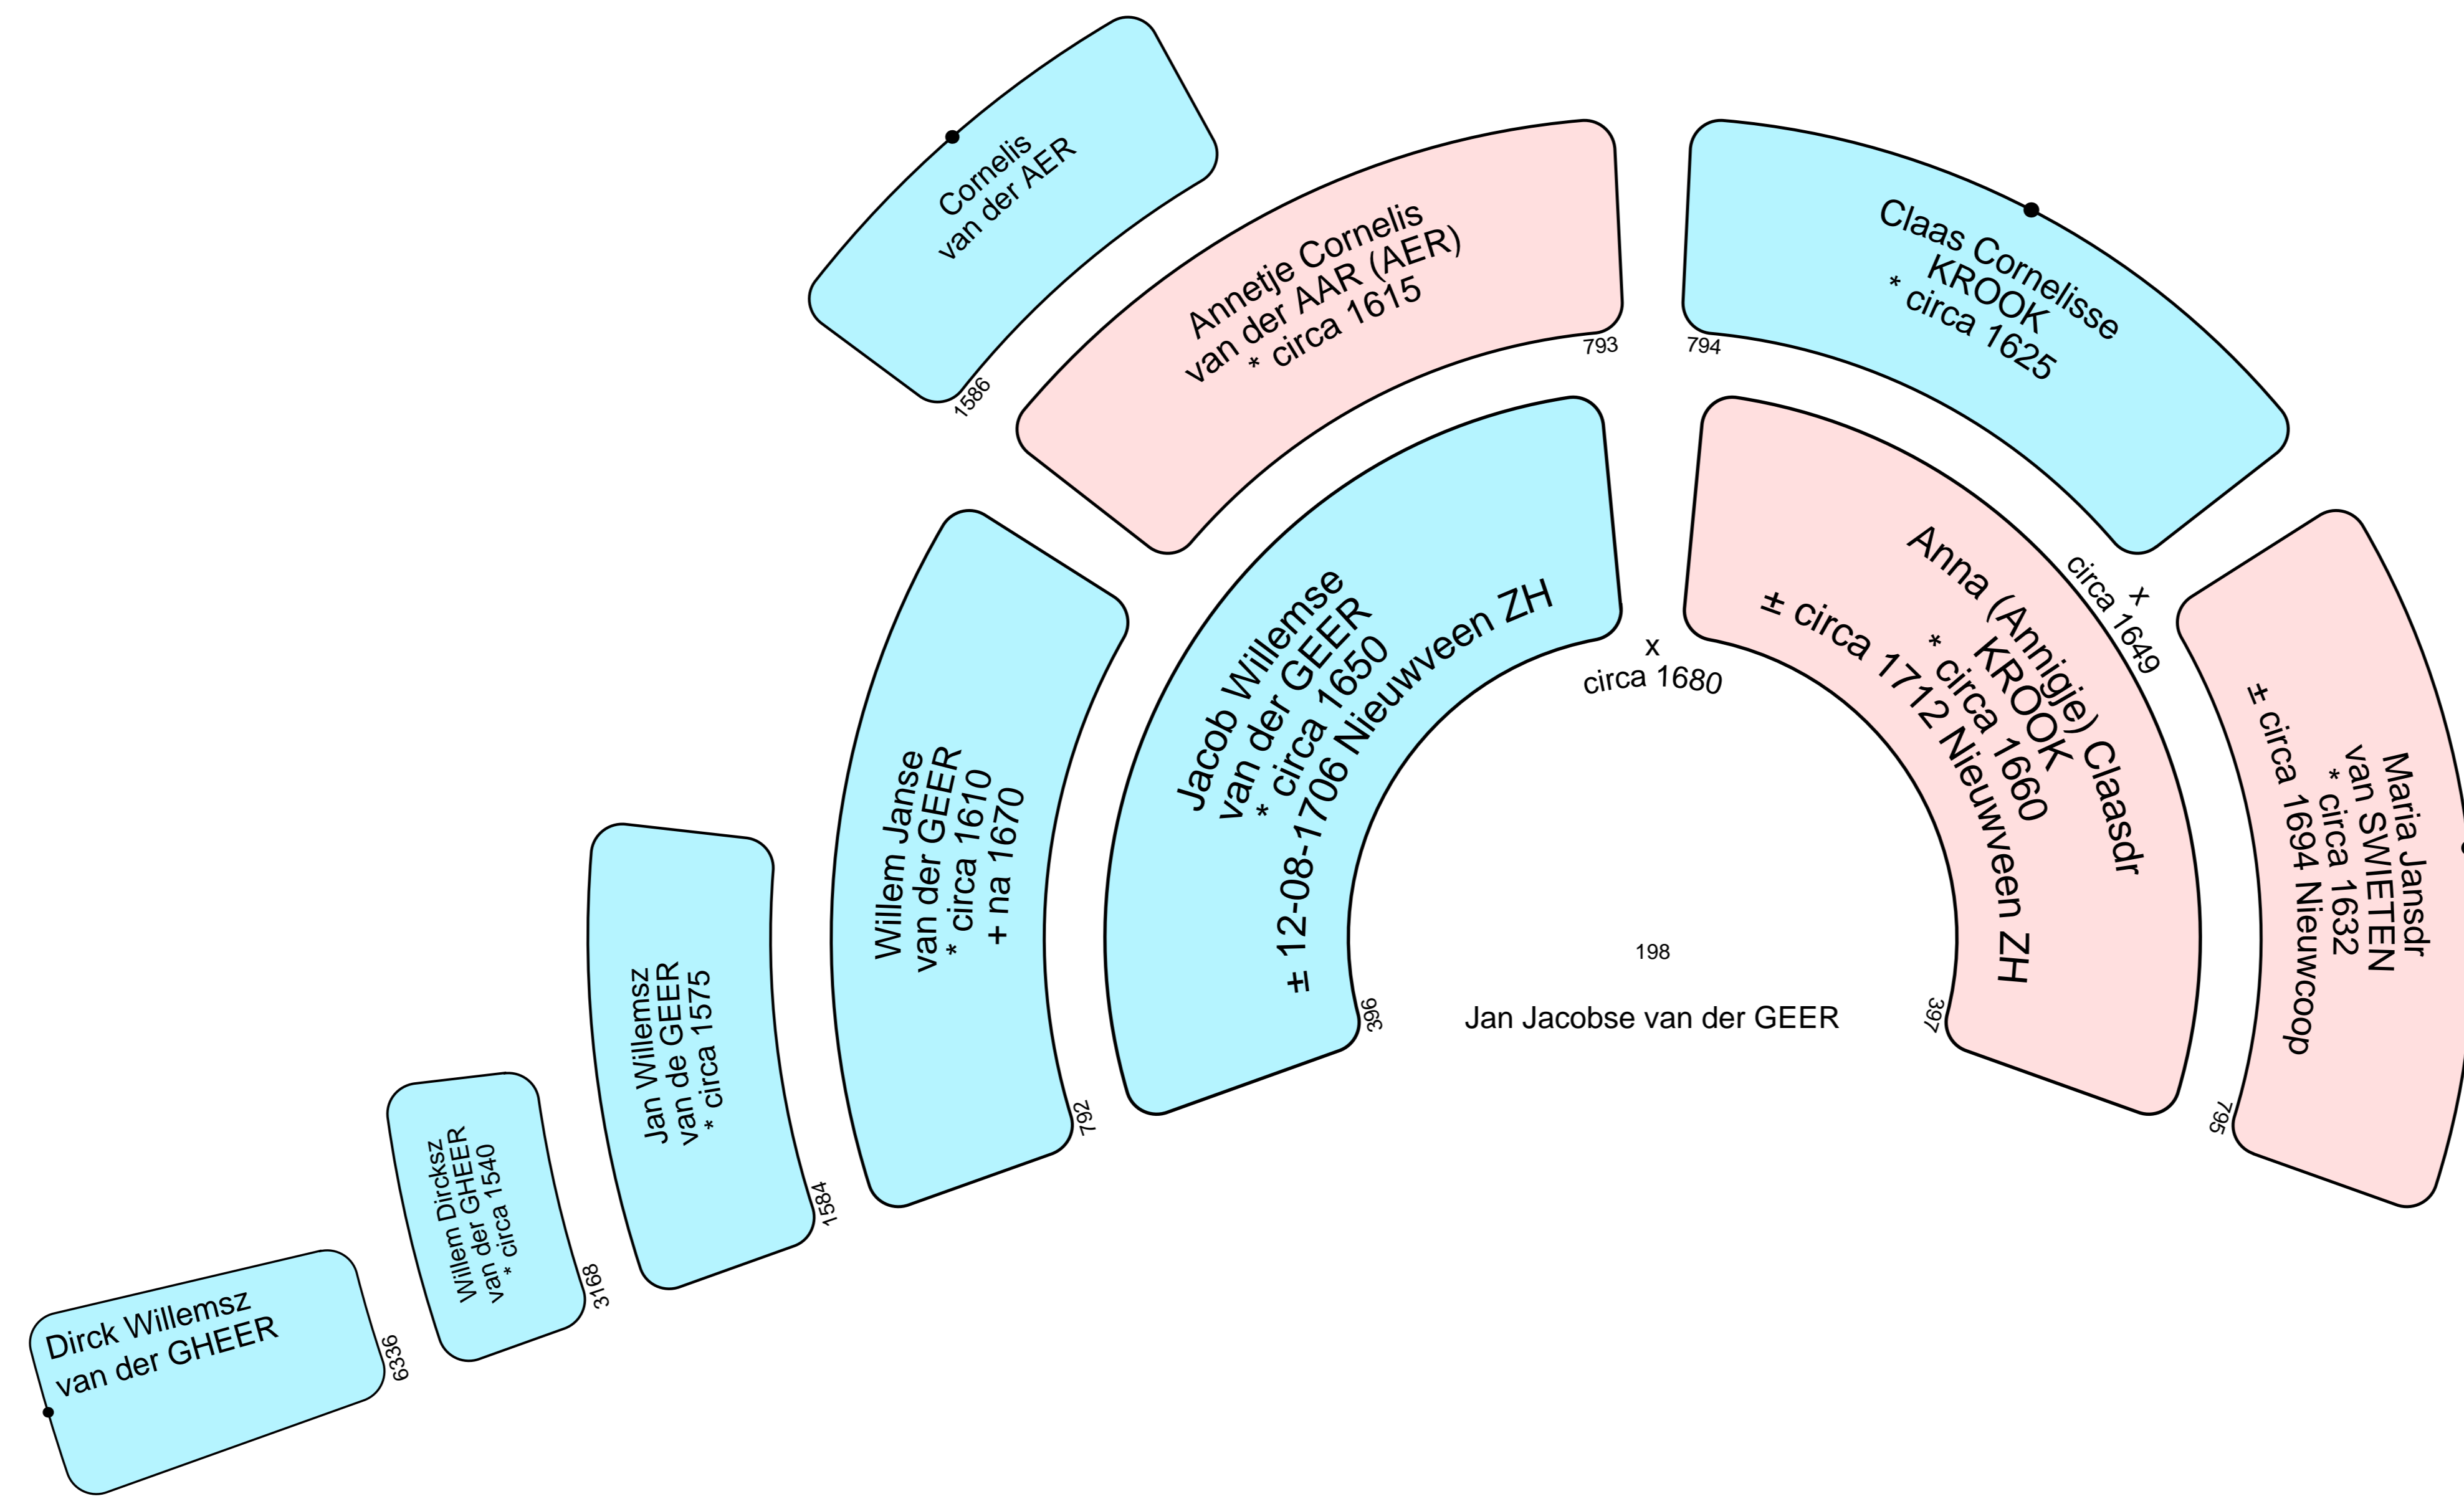 Cornelis
van der AER
1586
Annetje Cornelis
van der AAR (AER)
* circa 1615
793
Claas Cornelisse
KROOK
* circa 1625
794
Jacob Willemse
van der GEER
* circa 1650
± 12-08-1706 Nieuwveen ZH
396
x
circa 1680
Anna (Annigje) Claasdr
KROOK
* circa 1660
± circa 1712 Nieuwveen ZH
397
x
circa 1649
Maria Jansdr
van SWIETEN
* circa 1632
± circa 1694 Nieuwcoop
795
Willem Janse
van der GEER
* circa 1610
+ na 1670
792
198
Jan Jacobse van der GEER
Jan Willemsz
van de GEER
* circa 1575
1584
Willem Dircksz
van der GHEER
* circa 1540
3168
Dirck Willemsz
van der GHEER
6336